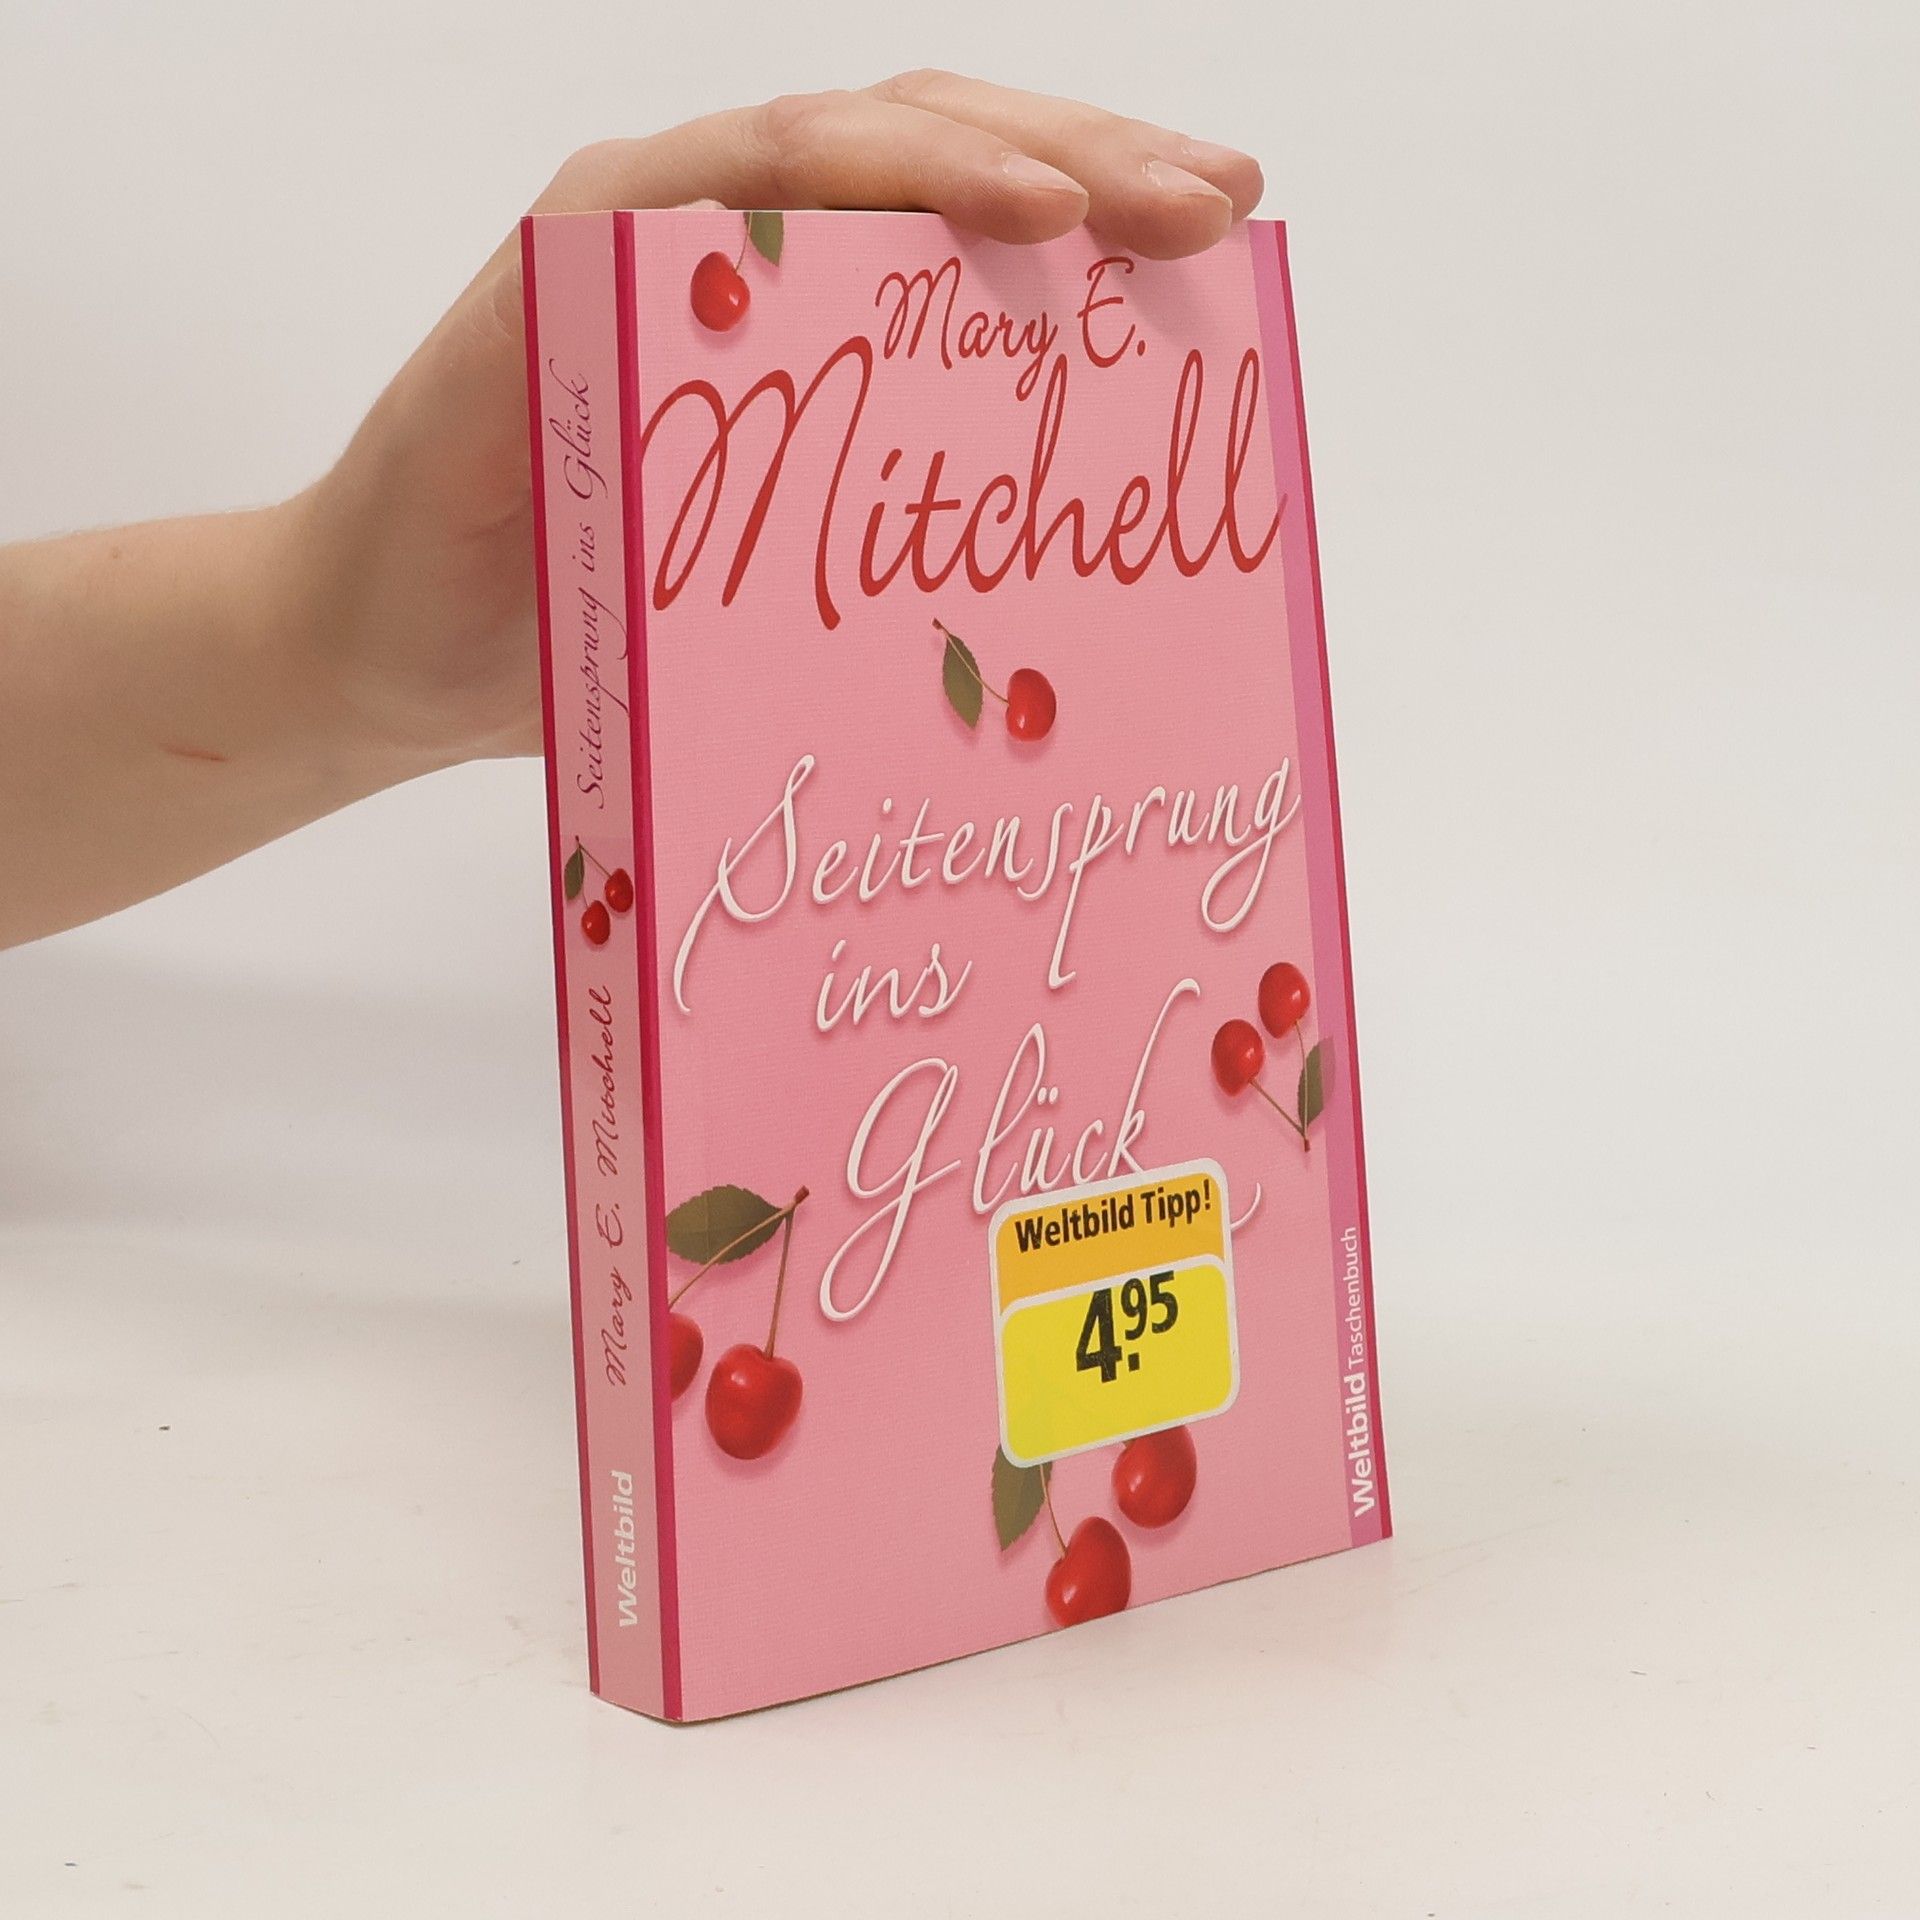 Mary E.
Mitchell
Seitensprung
ins
Glück
Weltbild Tipp!
4.95
Weltbild Taschenbuch
Seitensprung ins Glück
Mary E. Mitchell
Weltbild